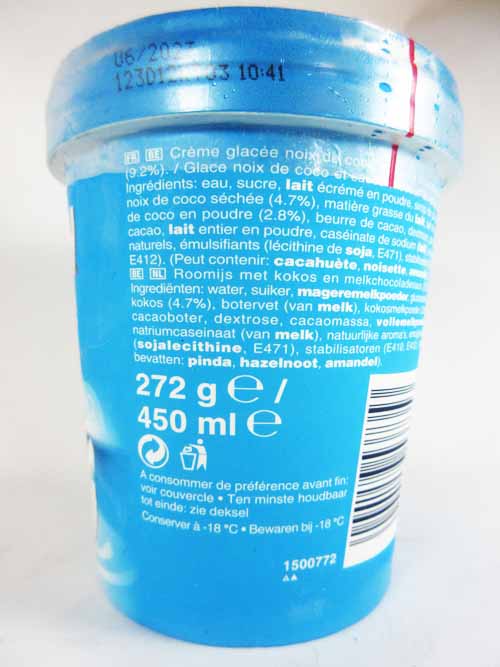 06/2023
10:41
FR BE Crème glacée noix de coco
(9.2%). / Glace noix de coco et
Ingrédients: eau, sucre, lait écrémé en poudre,
noix de coco séchée (4.7%), matière grasse du
de coco en poudre (2.8%), beurre de cacao,
cacao, lait entier en poudre, caséinate de sodium
naturels, émulsifiants (lécithine de soja, E471),
E412). (Peut contenir: cacahuète, noisette,
BE NL Roomijs met kokos en
Ingrediënten: water, suiker, mageremelkpoeder,
kokos (4.7%), botervet (van melk),
cacaoboter, dextrose, cacaomassa,
natriumcaseinaat (van melk), natuurlijke aroma's,
(sojalecithine, E471), stabilisatoren (E410,
bevatten: pinda, hazelnoot, amandel).
272 g e /
450 ml e
A consommer de préférence avant fin:
voir couvercle • Ten minste houdbaar
tot einde: zie deksel
Conserver à -18 °C • Bewaren bij -18 °C
1500772